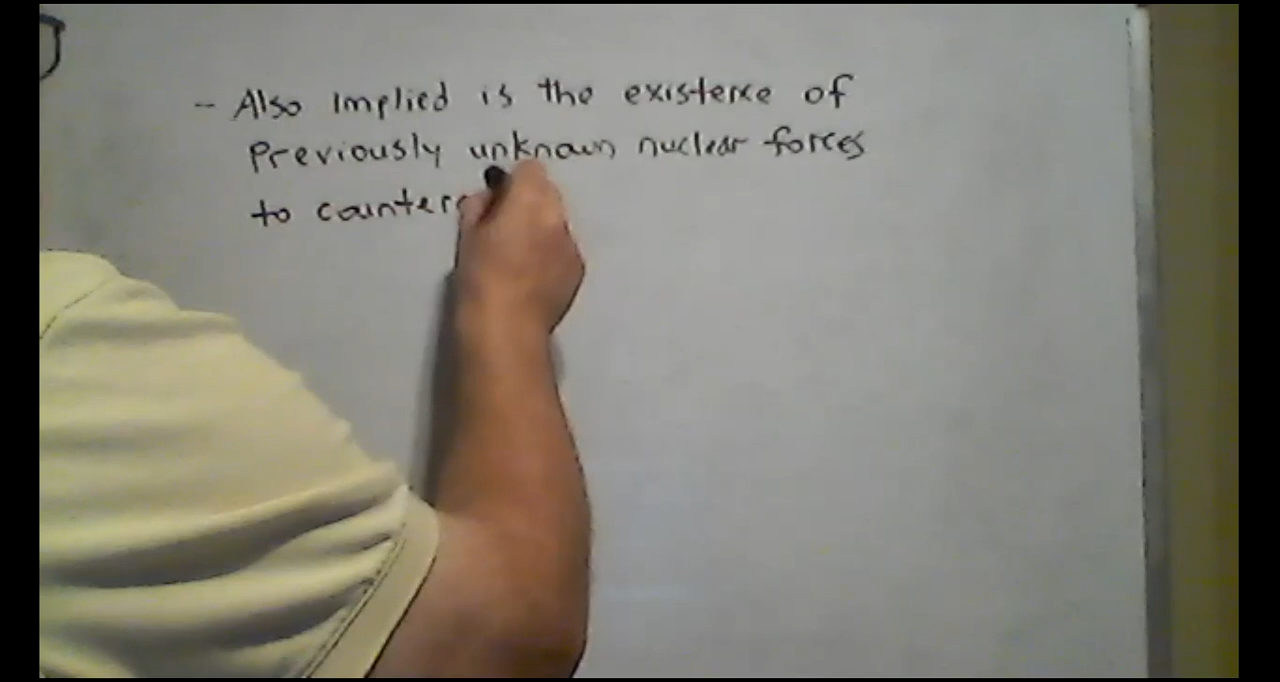 - Also implied is the existence of
previously unknown nuclear forces
to counter